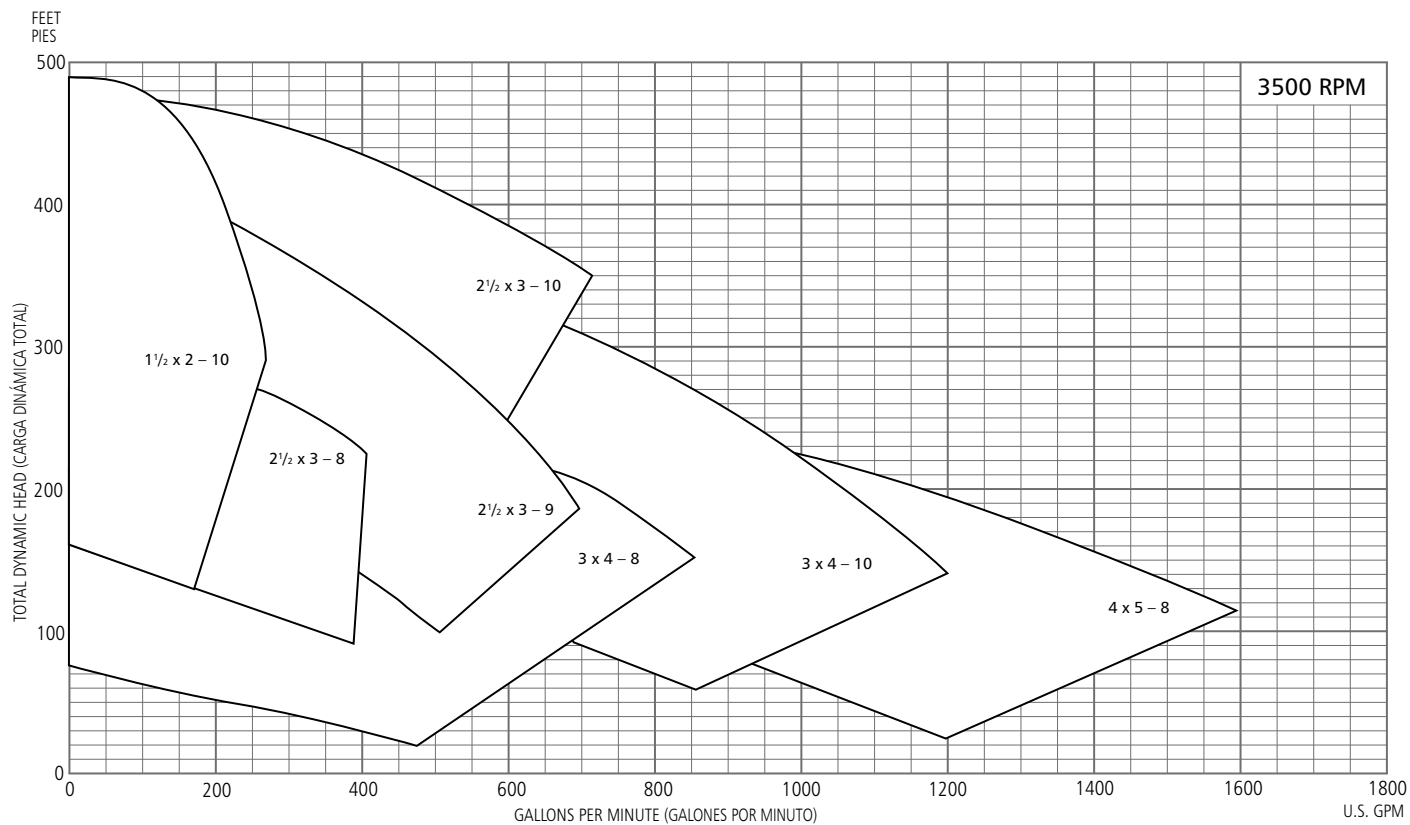 FEET
PIES
500
3500 RPM
400
2½ x 3 – 10
TOTAL DYNAMIC HEAD (CARGA DINÁMICA TOTAL)
300
1½ x 2 – 10
2½ x 3 – 8
200
2½ x 3 – 9
3 x 4 – 8
3 x 4 – 10
4 x 5 – 8
100
0
0 200 400 600 800 1000 1200 1400 1600 1800
GALLONS PER MINUTE (GALONES POR MINUTO)
U.S. GPM